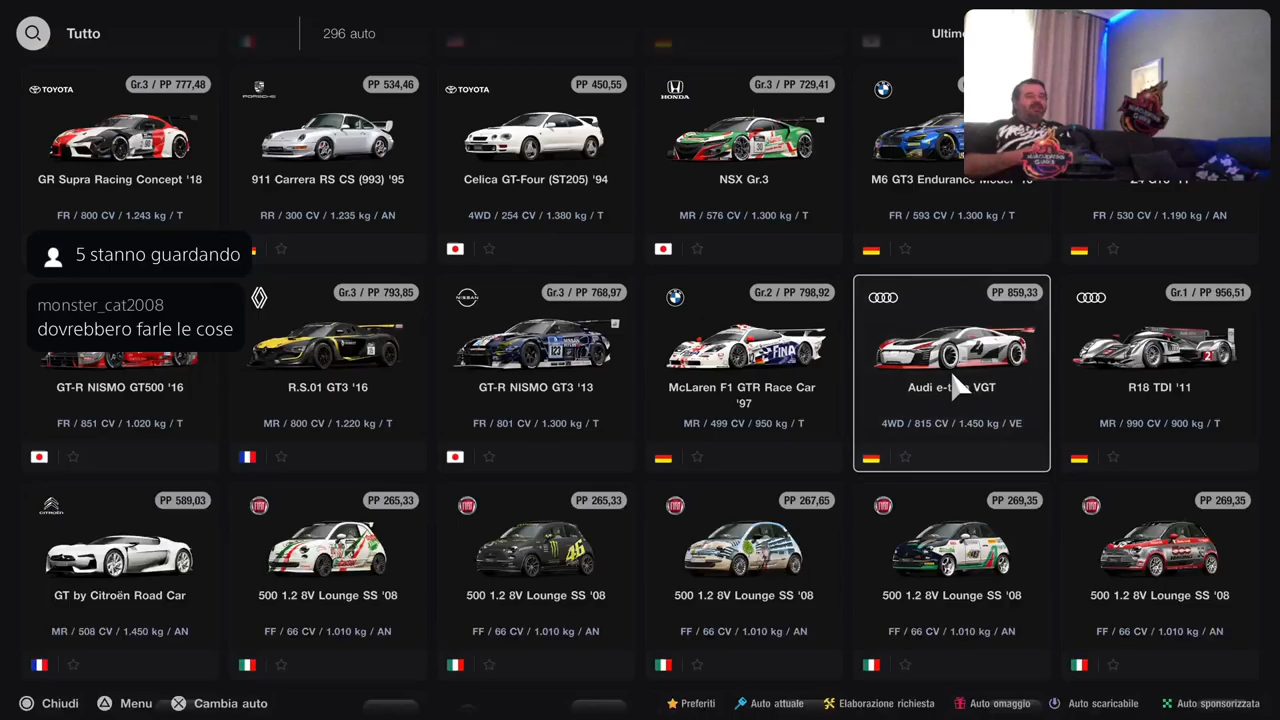 Tutto
296 auto
Ultime
TOYOTA
Gr.3 / PP 777,48
GR Supra Racing Concept '18
FR / 800 CV / 1.243 kg / T
PORSCHE
PP 534,46
911 Carrera RS CS (993) '95
RR / 300 CV / 1.235 kg / AN
TOYOTA
PP 450,55
Celica GT-Four (ST205) '94
4WD / 254 CV / 1.380 kg / T
HONDA
Gr.3 / PP 729,41
NSX Gr.3
MR / 576 CV / 1.300 kg / T
M6 GT3 Endurance Model
FR / 593 CV / 1.300 kg / T
FR / 530 CV / 1.190 kg / AN
5 stanno guardando
monster_cat2008
dovrebbero farle le cose
GT-R NISMO GT500 '16
FR / 851 CV / 1.020 kg / T
Gr.3 / PP 793,85
R.S.01 GT3 '16
MR / 800 CV / 1.220 kg / T
NISSAN
Gr.3 / PP 768,97
GT-R NISMO GT3 '13
FR / 801 CV / 1.300 kg / T
Gr.2 / PP 798,92
McLaren F1 GTR Race Car
'97
MR / 499 CV / 950 kg / T
PP 859,33
Audi e-t VGT
4WD / 815 CV / 1.450 kg / VE
Gr.1 / PP 956,51
R18 TDI '11
MR / 990 CV / 900 kg / T
CITROËN
PP 589,03
GT by Citroën Road Car
MR / 508 CV / 1.450 kg / AN
FIAT
PP 265,33
500 1.2 8V Lounge SS '08
FF / 66 CV / 1.010 kg / AN
FIAT
PP 265,33
500 1.2 8V Lounge SS '08
FF / 66 CV / 1.010 kg / AN
FIAT
PP 267,65
500 1.2 8V Lounge SS '08
FF / 66 CV / 1.010 kg / AN
FIAT
PP 269,35
500 1.2 8V Lounge SS '08
FF / 66 CV / 1.010 kg / AN
FIAT
PP 269,35
500 1.2 8V Lounge SS '08
FF / 66 CV / 1.010 kg / AN
Chiudi
Menu
Cambia auto
Preferiti
Auto attuale
Elaborazione richiesta
Auto omaggio
Auto scaricabile
Auto sponsorizzata